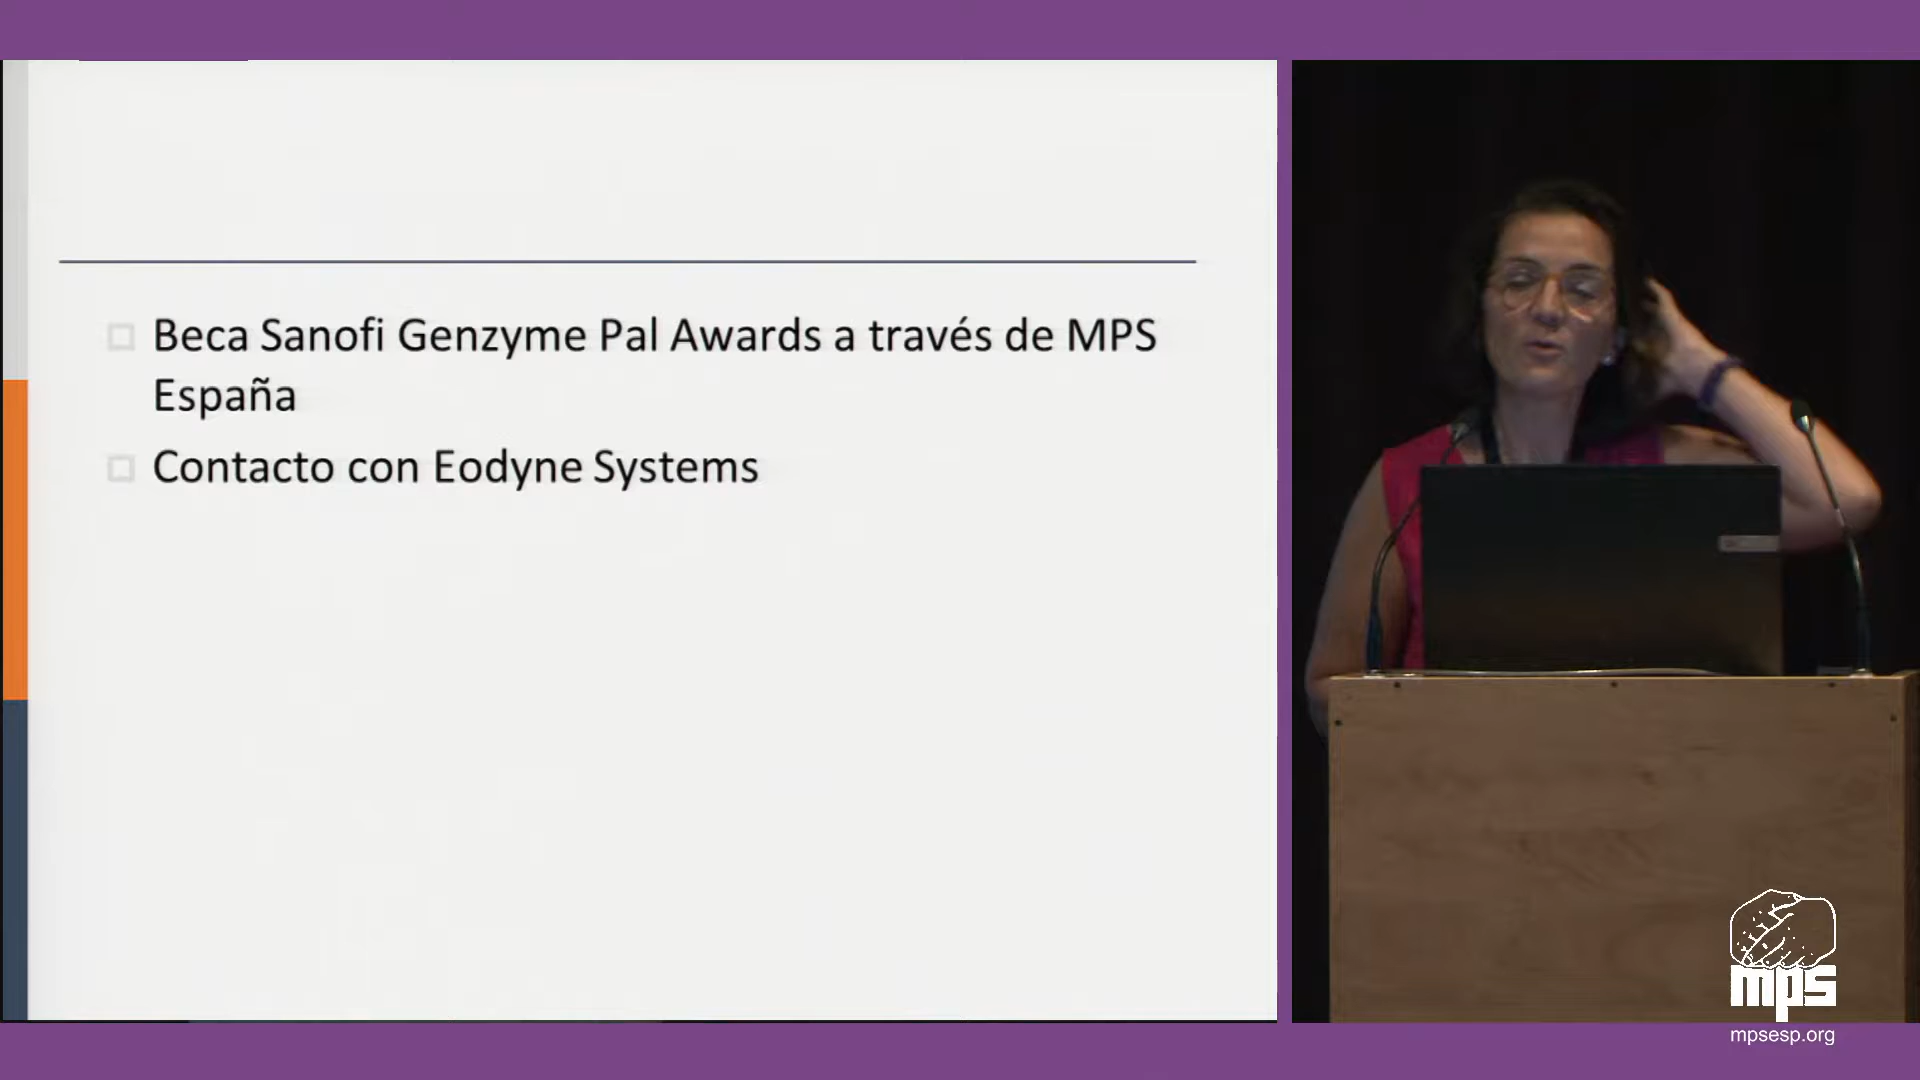 Beca Sanofi Genzyme Pal Awards a través de MPS
España
Contacto con Eodyne Systems
mps
mpsesp.org